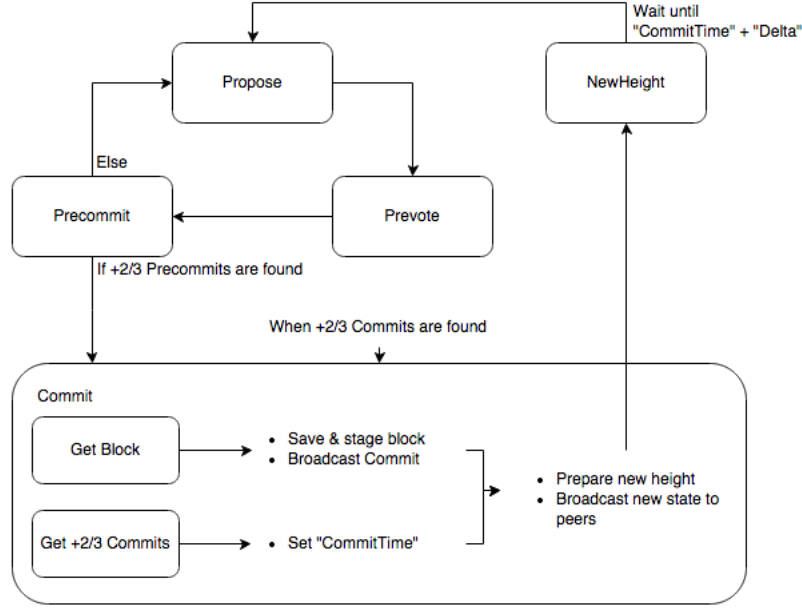 Wait until
"CommitTime" + "Delta"
Propose
NewHeight
Else
Precommit
Prevote
If +2/3 Precommits are found
When +2/3 Commits are found
Commit
Get Block
• Save & stage block
• Broadcast Commit
• Prepare new height
• Broadcast new state to
peers
Get +2/3 Commits
• Set "CommitTime"